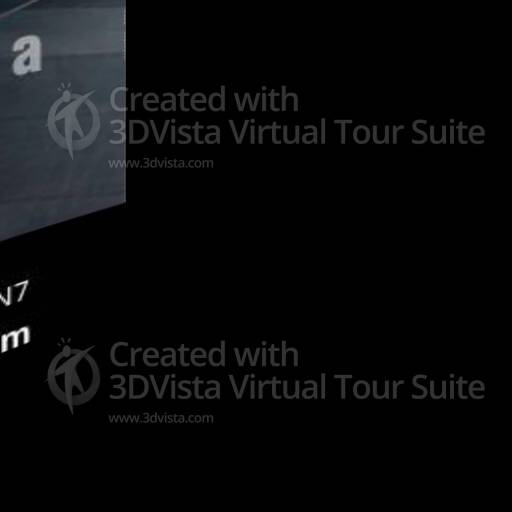 a
Created with
3DVista Virtual Tour Suite
www.3dvista.com
N7
m
Created with
3DVista Virtual Tour Suite
www.3dvista.com